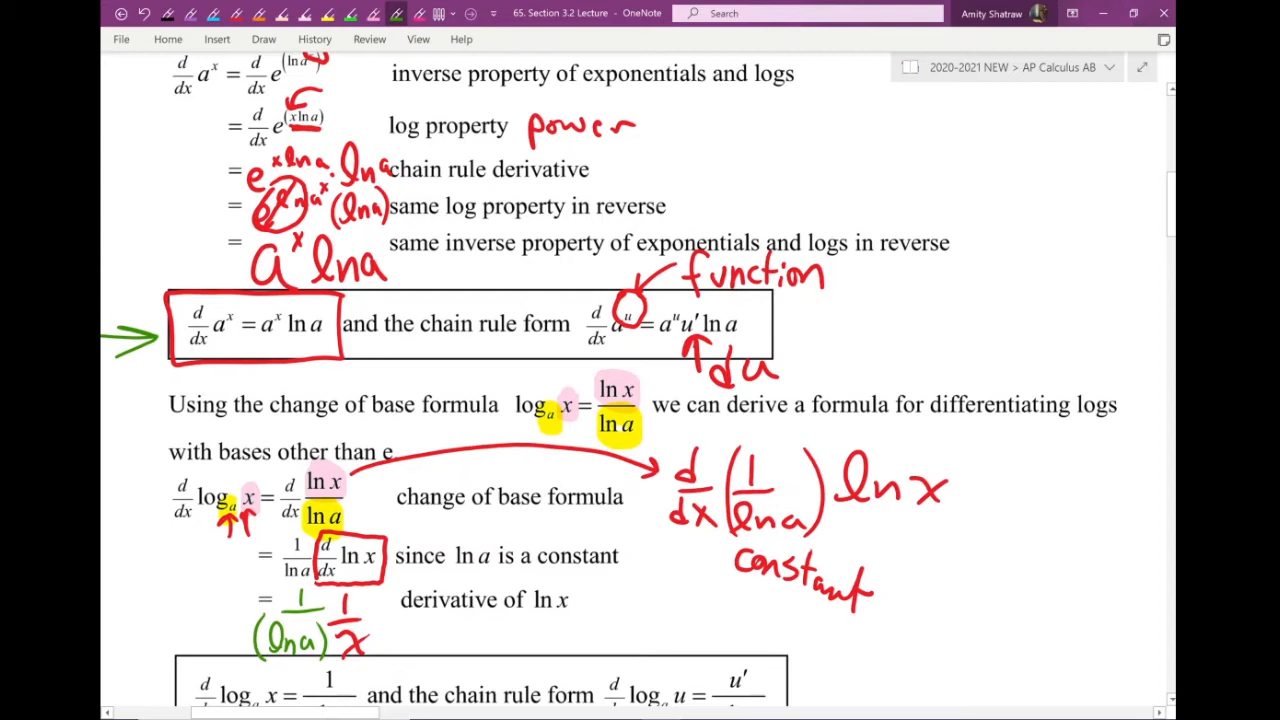 65. Section 3.2 Lecture - OneNote
Search
Amity Shatraw
File Home Insert Draw History Review View Help
2020-2021 NEW > AP Calculus AB
d/dx a^x = d/dx e^(ln a^x) inverse property of exponentials and logs
= d/dx e^(x ln a) log property power
= e^x ln a · ln a chain rule derivative
= e^ln a^x (ln a) same log property in reverse
= a^x ln a same inverse property of exponentials and logs in reverse
function
d/dx a^x = a^x ln a and the chain rule form d/dx a^u = a^u u′ ln a
du
Using the change of base formula log_a x = ln x / ln a we can derive a formula for differentiating logs
with bases other than e.
d/dx log_a x = d/dx ln x / ln a change of base formula d/dx (1/ln a) ln x
= 1/ln a d/dx ln x since ln a is a constant constant
= 1/(ln a) 1/x derivative of ln x
d/dx log_a x = 1/ and the chain rule form d/dx log_a u = u′/